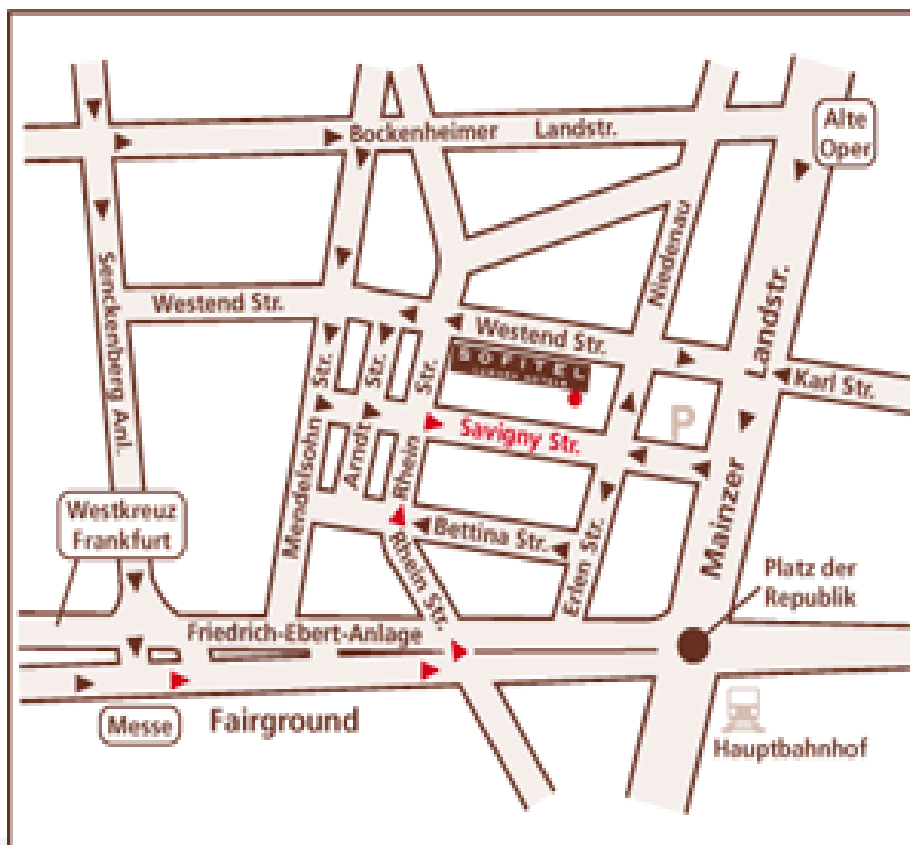 Bockenheimer Landstr.
Alte
Oper
Niedenau
Senckenberg Anl.
Landstr.
Westend Str.
Westend Str.
SOFITEL
Karl Str.
Str.
Str.
Str.
Savigny Str.
P
Mendelsohn
Arndt
Rhein
Mainzer
Westkreuz
Frankfurt
Bettina Str.
Rhein Str.
Erlen Str.
Platz der
Republik
Friedrich-Ebert-Anlage
Messe
Fairground
Hauptbahnhof